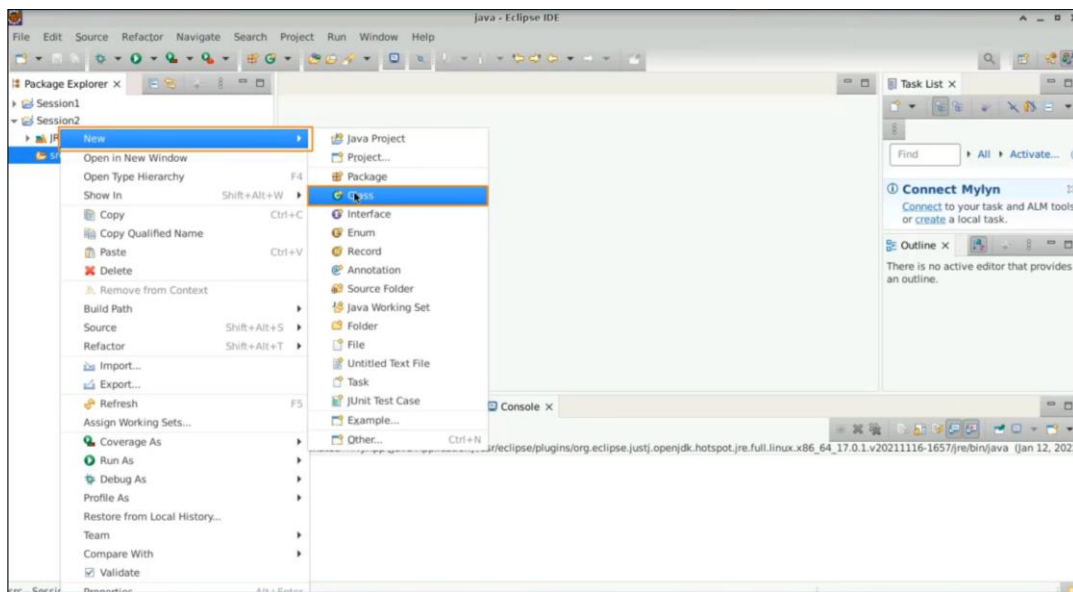 java - Eclipse IDE
File Edit Source Refactor Navigate Search Project Run Window Help
Package Explorer
Session1
Session2
New
Open in New Window
Open Type Hierarchy F4
Show In Shift+Alt+W
Copy Ctrl+C
Copy Qualified Name
Paste Ctrl+V
Delete
Remove from Context
Build Path
Source Shift+Alt+S
Refactor Shift+Alt+T
Import...
Export...
Refresh F5
Assign Working Sets...
Coverage As
Run As
Debug As
Profile As
Restore from Local History...
Team
Compare With
Validate
Properties Alt+Enter
Java Project
Project...
Package
Class
Interface
Enum
Record
Annotation
Source Folder
Java Working Set
Folder
File
Untitled Text File
Task
JUnit Test Case
Example...
Other... Ctrl+N
Console
/eclipse/plugins/org.eclipse.justj.openjdk.hotspot.jre.full.linux.x86_64_17.0.1.v20211116-1657/jre/bin/java (Jan 12, 202
Task List
Find All Activate...
Connect Mylyn
Connect to your task and ALM tools
or create a local task.
Outline
There is no active editor that provides
an outline.